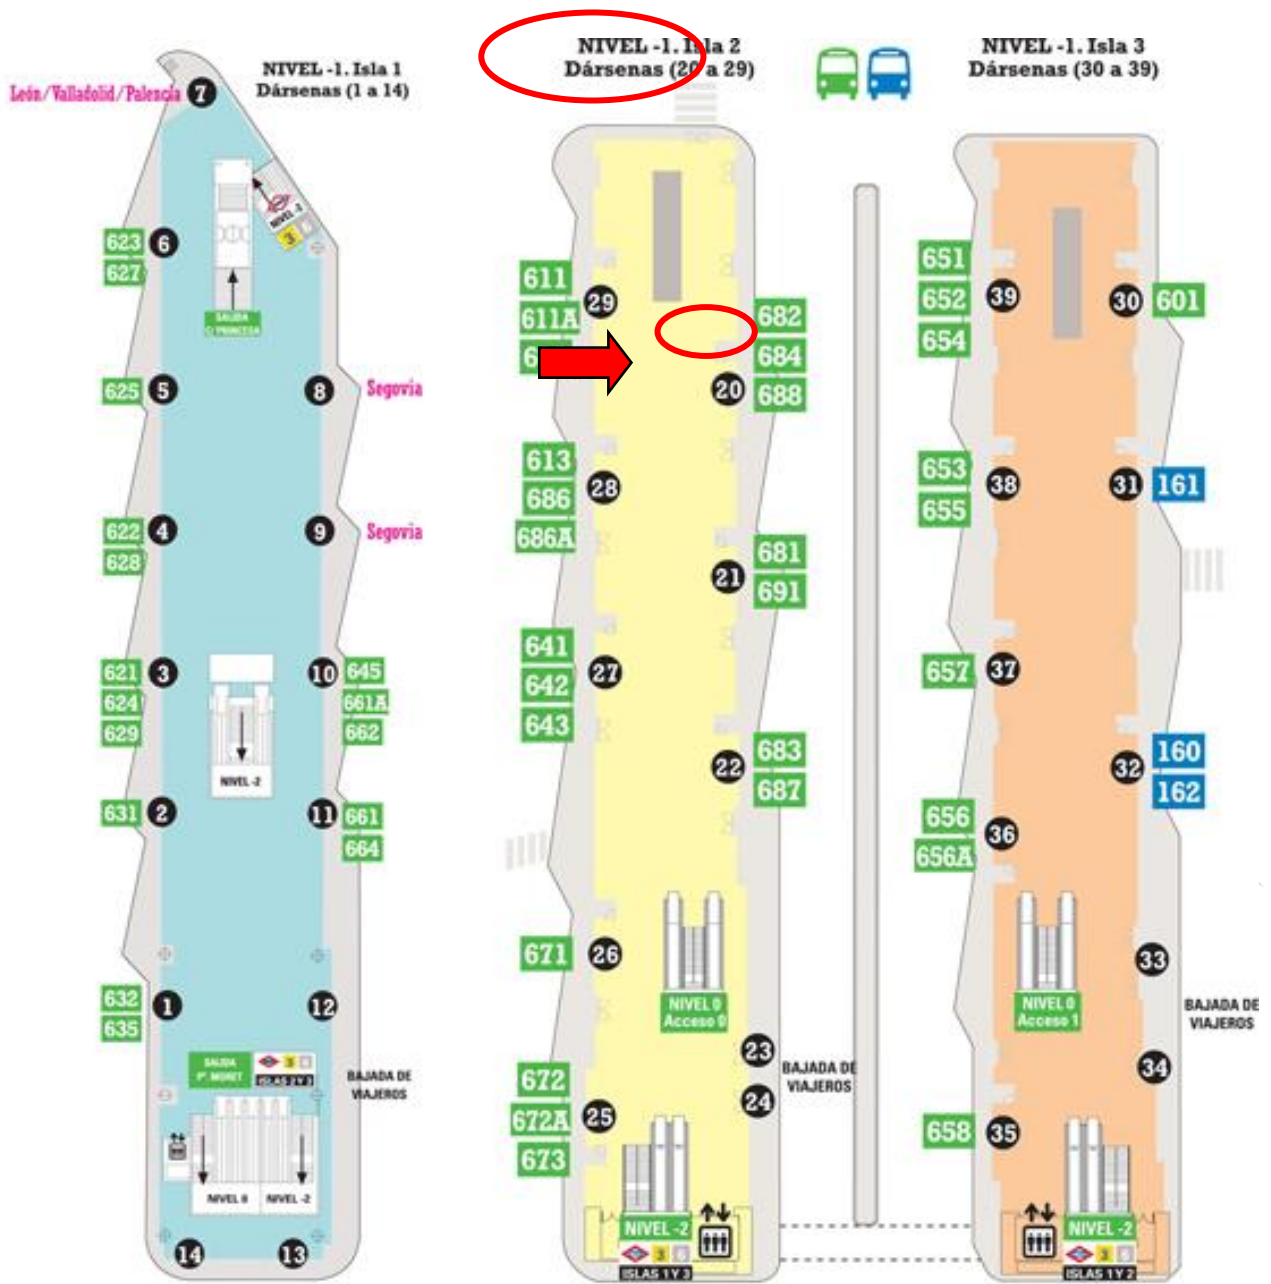 NIVEL -1. Isla 1
Dársenas (1 a 14)
León/Valladolid/Palencia 7
623 6
627
3
NIVEL -2
SALIDA
C/ PRINCESA
625 5
8 Segovia
622 4
628
9 Segovia
621 3
624
629
10 645
661A
662
NIVEL -2
631 2
11 661
664
632 1
635
12
SALIDA
Pº. MORET
3
ISLAS 2 Y 3
BAJADA DE
VIAJEROS
NIVEL 0
NIVEL -2
14
13
NIVEL -1. Isla 2
Dársenas (20 a 29)
611 29
611A
682
684
20 688
613 28
686
686A
681
21 691
641 27
642
643
683
22 687
671 26
NIVEL 0
Acceso 0
23
24
BAJADA DE
VIAJEROS
672 25
672A
673
NIVEL -2
3
ISLAS 1 Y 3
NIVEL -1. Isla 3
Dársenas (30 a 39)
651
652 39
654
30 601
653 38
655
31 161
657 37
32 160
162
656 36
656A
NIVEL 0
Acceso 1
33
34
BAJADA DE
VIAJEROS
658 35
NIVEL -2
3
ISLAS 1 Y 2